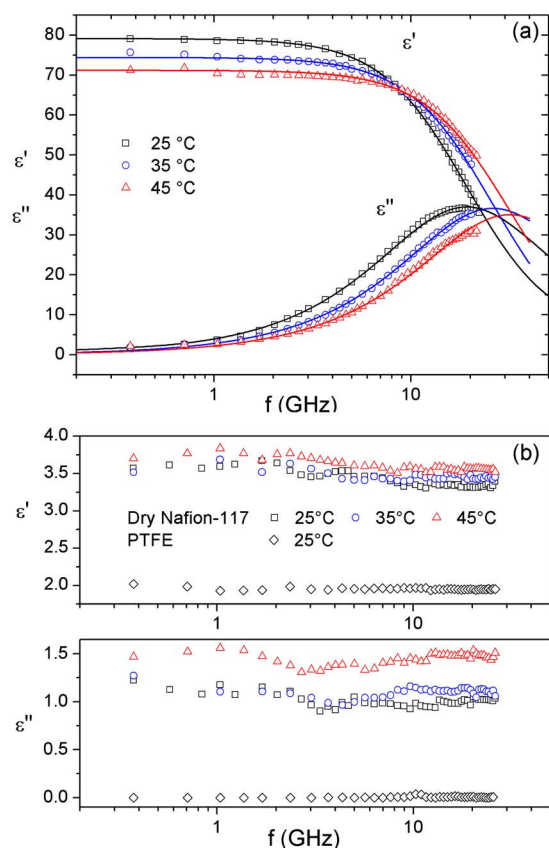 (a)
80
70
60
50
40
30
20
10
0
ε'
ε''
ε'
25 °C
35 °C
45 °C
ε''
1 10
f (GHz)
(b)
4.0
3.5
3.0
2.5
2.0
ε'
Dry Nafion-117 25°C 35°C 45°C
PTFE 25°C
1.5
1.0
0.5
0.0
ε''
1 10
f (GHz)